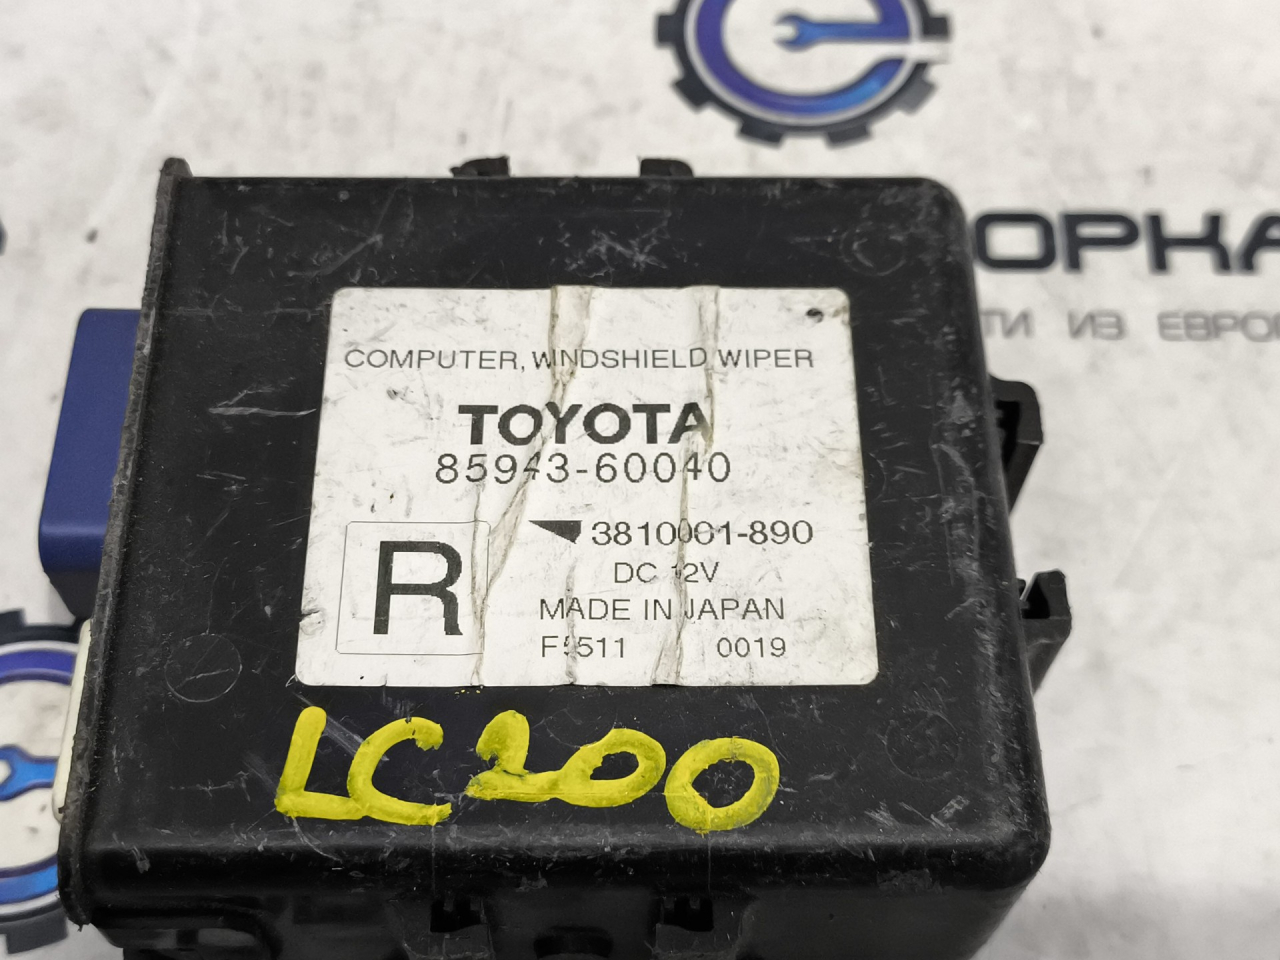 ОРКА
ТИ ИЗ ЕВРО
COMPUTER, WINDSHIELD WIPER
TOYOTA
85943-60040
3810001-890
R
DC 12V
MADE IN JAPAN
F5511 0019
LC200